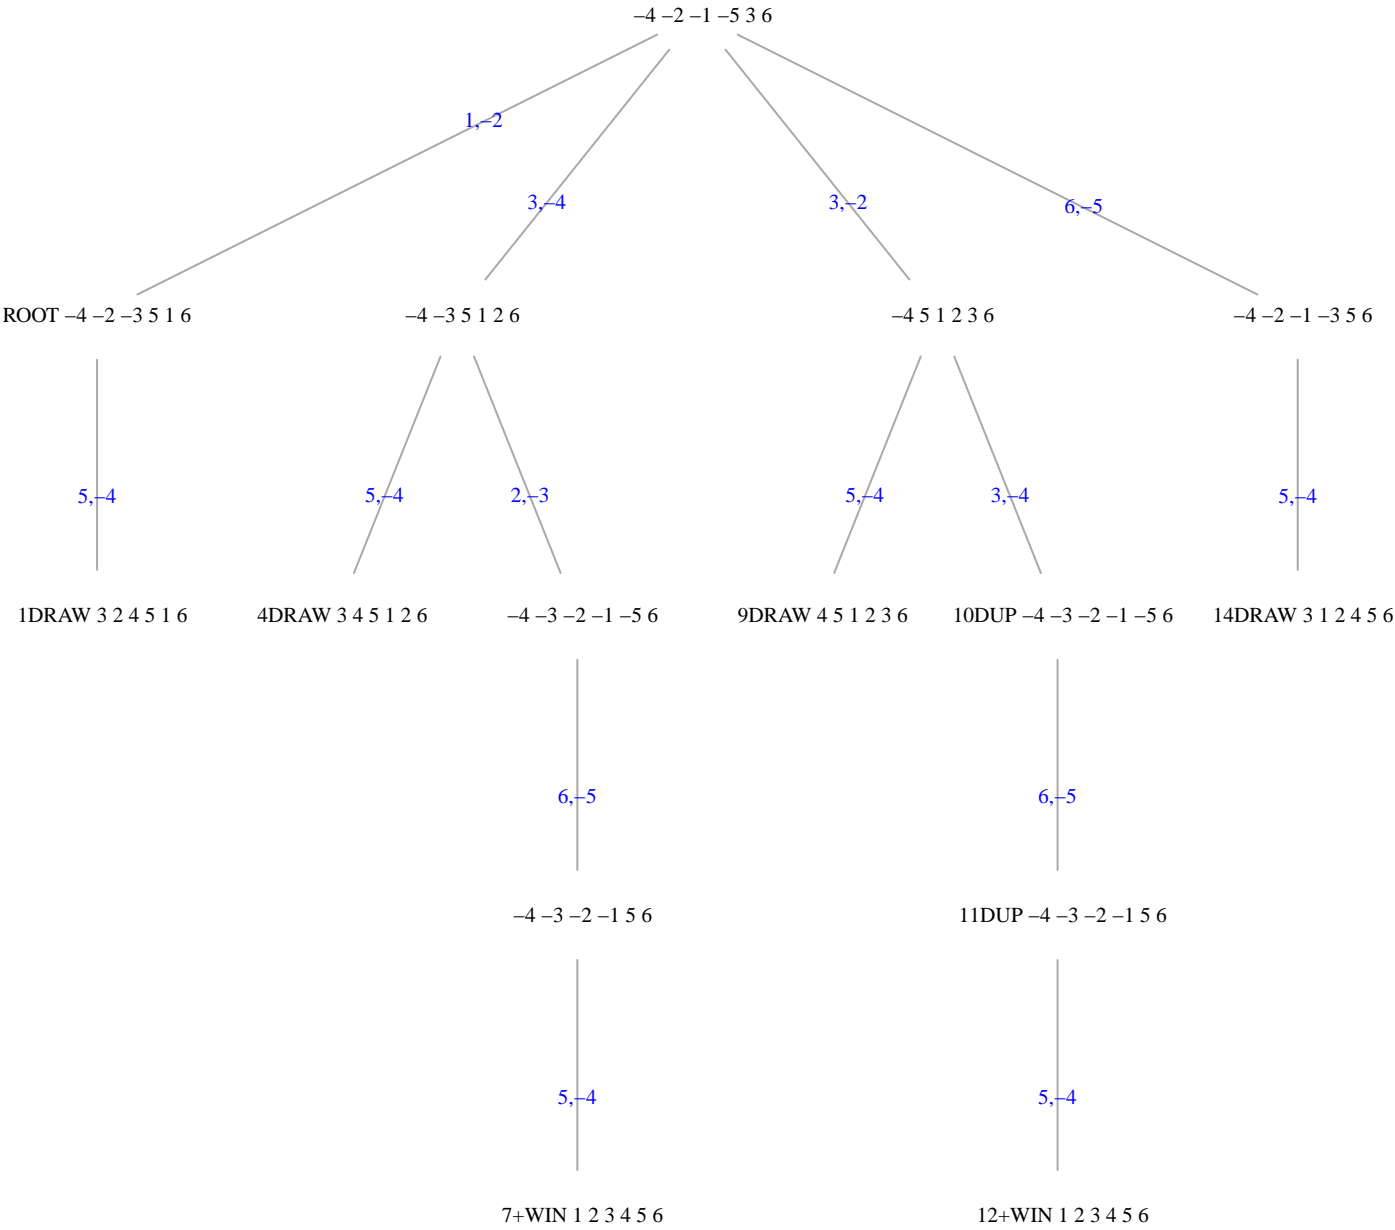 –4 –2 –1 –5 3 6
1,–2
3,–4
3,–2
6,–5
ROOT –4 –2 –3 5 1 6
–4 –3 5 1 2 6
–4 5 1 2 3 6
–4 –2 –1 –3 5 6
5,–4
5,–4
2,–3
5,–4
3,–4
5,–4
1DRAW 3 2 4 5 1 6
4DRAW 3 4 5 1 2 6
–4 –3 –2 –1 –5 6
9DRAW 4 5 1 2 3 6
10DUP –4 –3 –2 –1 –5 6
14DRAW 3 1 2 4 5 6
6,–5
6,–5
–4 –3 –2 –1 5 6
11DUP –4 –3 –2 –1 5 6
5,–4
5,–4
7+WIN 1 2 3 4 5 6
12+WIN 1 2 3 4 5 6